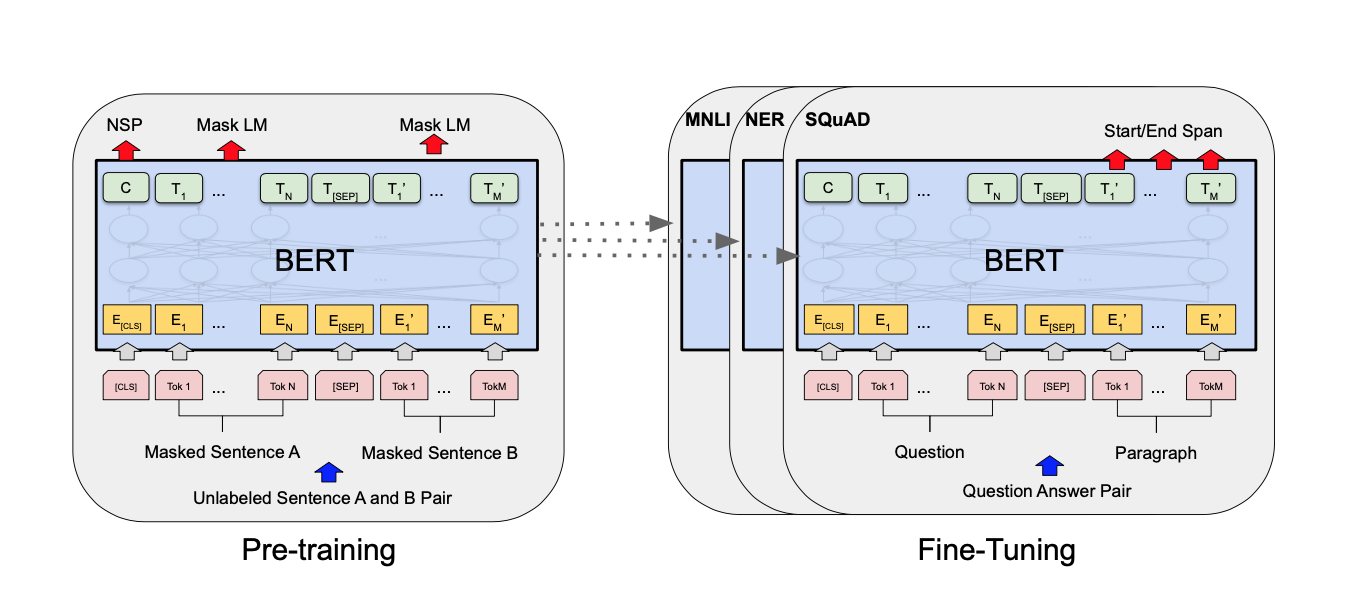 NSP Mask LM Mask LM
C T1 ... TN T[SEP] T1’ ... TM’
BERT
E[CLS] E1 ... EN E[SEP] E1’ ... EM’
[CLS] Tok 1 ... Tok N [SEP] Tok 1 ... TokM
Masked Sentence A Masked Sentence B
Unlabeled Sentence A and B Pair
Pre-training
MNLI NER SQuAD
Start/End Span
C T1 ... TN T[SEP] T1’ ... TM’
BERT
E[CLS] E1 ... EN E[SEP] E1’ ... EM’
[CLS] Tok 1 ... Tok N [SEP] Tok 1 ... TokM
Question Paragraph
Question Answer Pair
Fine-Tuning